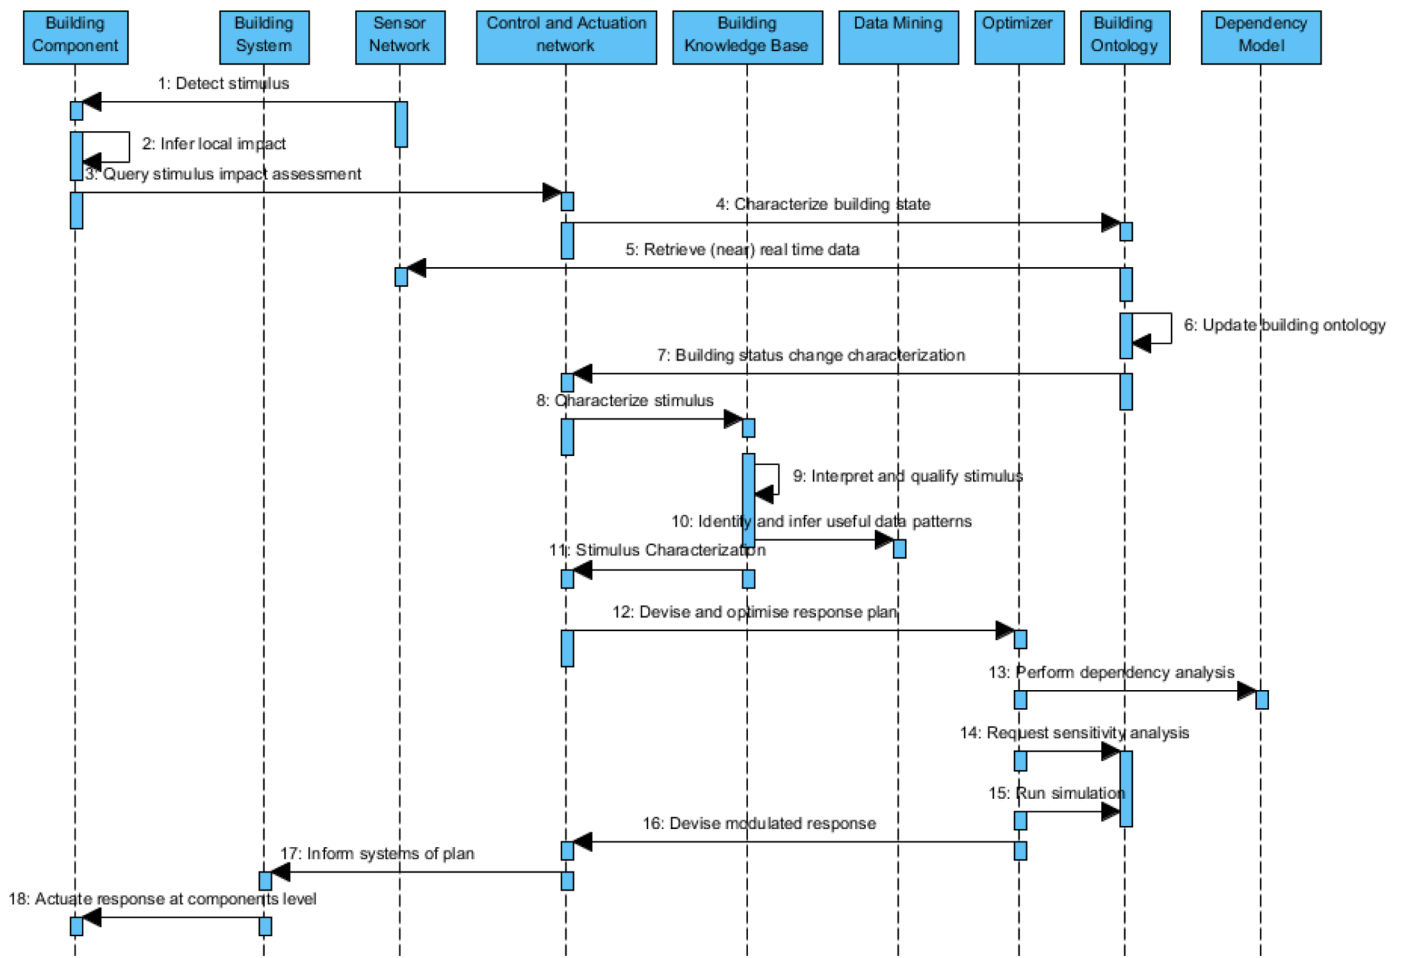 Building
Component
Building
System
Sensor
Network
Control and Actuation
network
Building
Knowledge Base
Data Mining
Optimizer
Building
Ontology
Dependency
Model
1: Detect stimulus
2: Infer local impact
3: Query stimulus impact assessment
4: Characterize building state
5: Retrieve (near) real time data
6: Update building ontology
7: Building status change characterization
8: Characterize stimulus
9: Interpret and qualify stimulus
10: Identify and infer useful data patterns
11: Stimulus Characterization
12: Devise and optimise response plan
13: Perform dependency analysis
14: Request sensitivity analysis
15: Run simulation
16: Devise modulated response
17: Inform systems of plan
18: Actuate response at components level